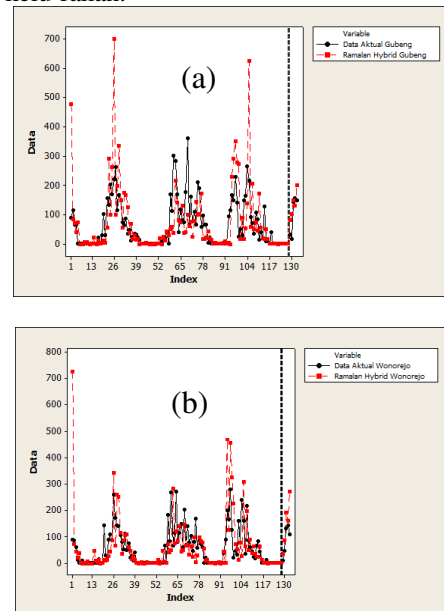 (a)
Variable
Data Aktual Gubeng
Ramalan Hybrid Gubeng
700
600
500
400
300
200
100
0
Data
1 13 26 39 52 65 78 91 104 117 130
Index
(b)
Variable
Data Aktual Wonorejo
Ramalan Hybrid Wonorejo
800
700
600
500
400
300
200
100
0
Data
1 13 26 39 52 65 78 91 104 117 130
Index